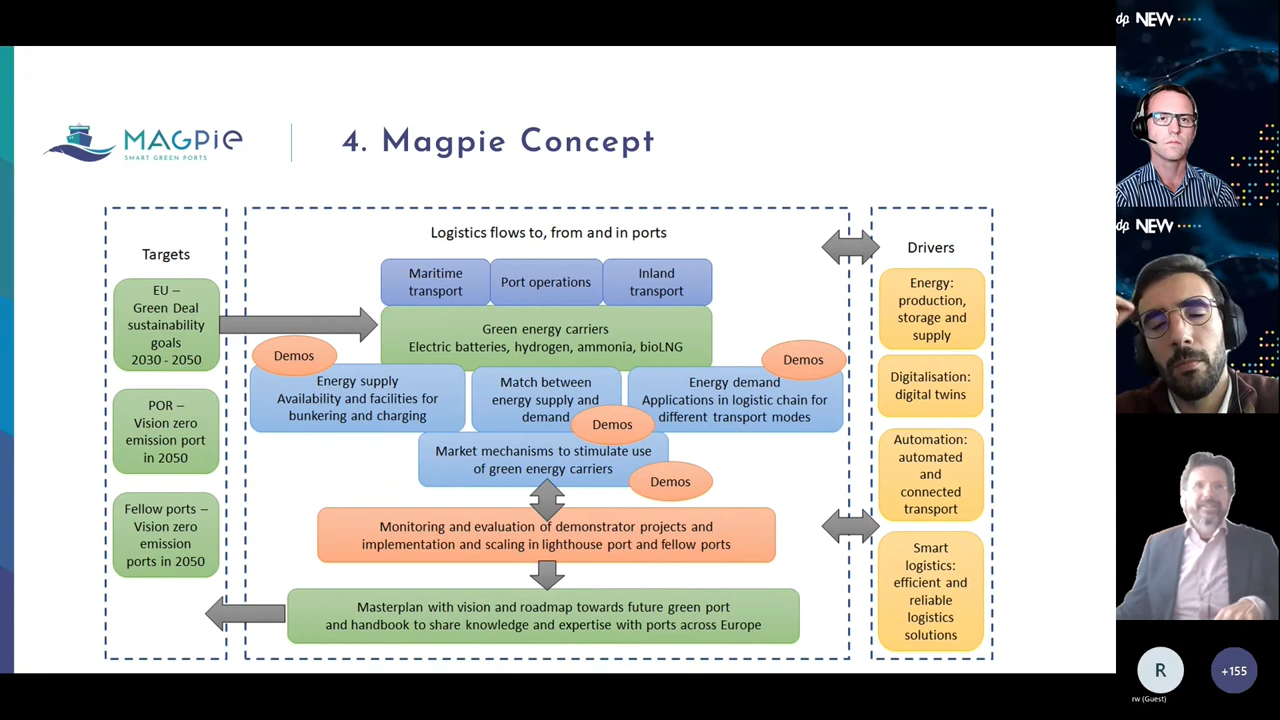 MAGPIE
SMART GREEN PORTS
4. Magpie Concept
Targets
EU –
Green Deal
sustainability
goals
2030 - 2050
POR –
Vision zero
emission port
in 2050
Fellow ports –
Vision zero
emission
ports in 2050
Logistics flows to, from and in ports
Maritime
transport
Port operations
Inland
transport
Green energy carriers
Electric batteries, hydrogen, ammonia, bioLNG
Demos
Energy supply
Availability and facilities for
bunkering and charging
Match between
energy supply and
demand
Demos
Demos
Energy demand
Applications in logistic chain for
different transport modes
Market mechanisms to stimulate use
of green energy carriers
Demos
Monitoring and evaluation of demonstrator projects and
implementation and scaling in lighthouse port and fellow ports
Masterplan with vision and roadmap towards future green port
and handbook to share knowledge and expertise with ports across Europe
Drivers
Energy:
production,
storage and
supply
Digitalisation:
digital twins
Automation:
automated
and
connected
transport
Smart
logistics:
efficient and
reliable
logistics
solutions
NEW
NEW
R
rw (Guest)
+155